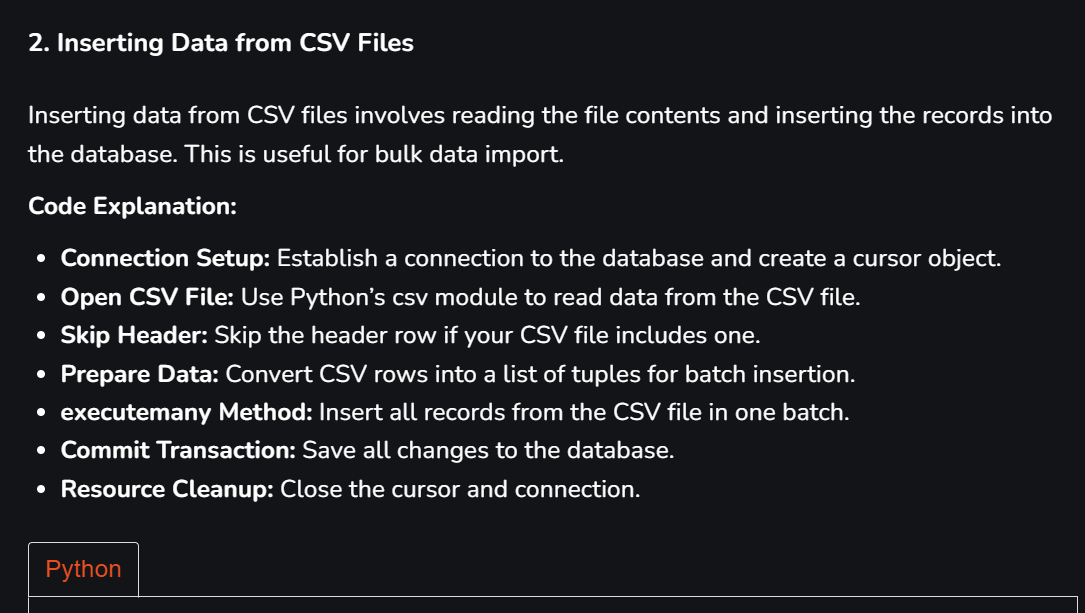 2. Inserting Data from CSV Files
Inserting data from CSV files involves reading the file contents and inserting the records into
the database. This is useful for bulk data import.
Code Explanation:
• Connection Setup: Establish a connection to the database and create a cursor object.
• Open CSV File: Use Python’s csv module to read data from the CSV file.
• Skip Header: Skip the header row if your CSV file includes one.
• Prepare Data: Convert CSV rows into a list of tuples for batch insertion.
• executemany Method: Insert all records from the CSV file in one batch.
• Commit Transaction: Save all changes to the database.
• Resource Cleanup: Close the cursor and connection.
Python